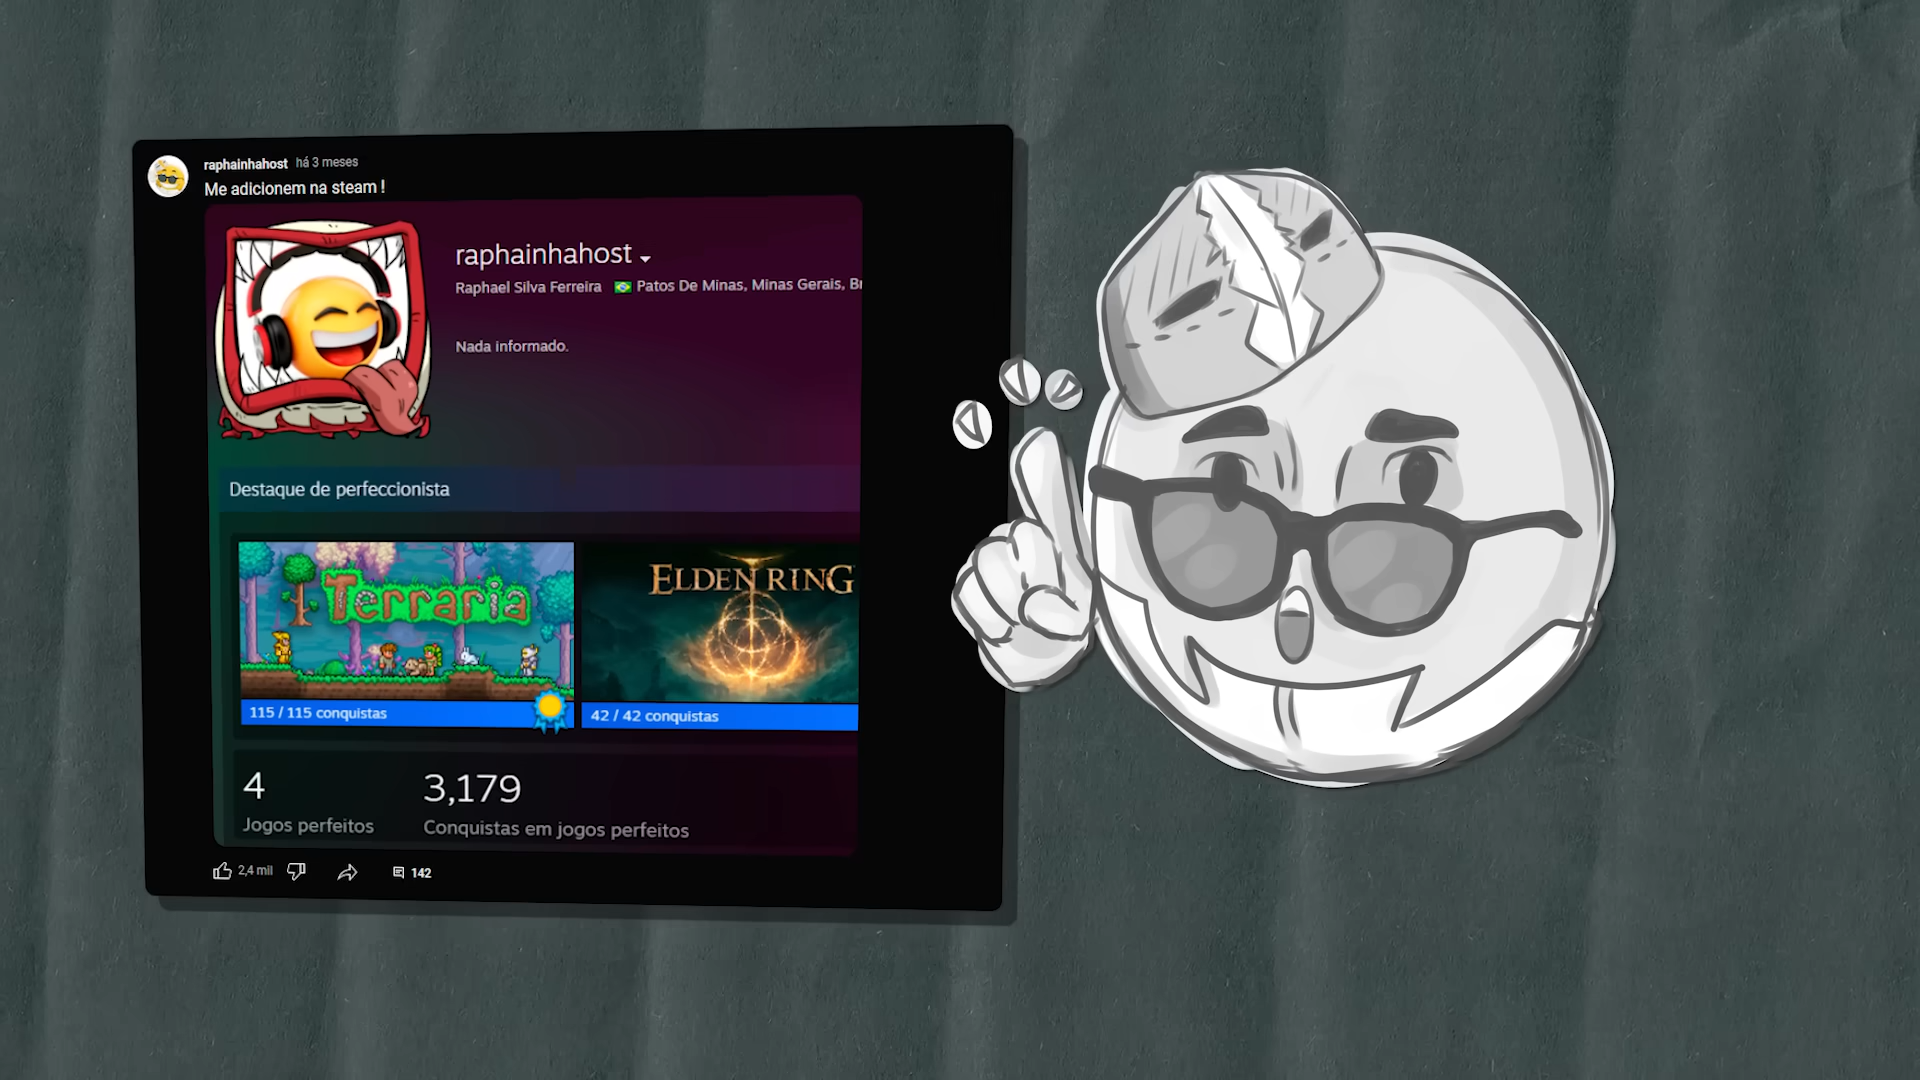 raphainhahost há 3 meses
Me adicionem na steam !
raphainhahost
Raphael Silva Ferreira Patos De Minas, Minas Gerais, Br
Nada informado.
Destaque de perfeccionista
Terraria
ELDEN RING
115 / 115 conquistas
42 / 42 conquistas
4
Jogos perfeitos
3,179
Conquistas em jogos perfeitos
2,4 mil
142